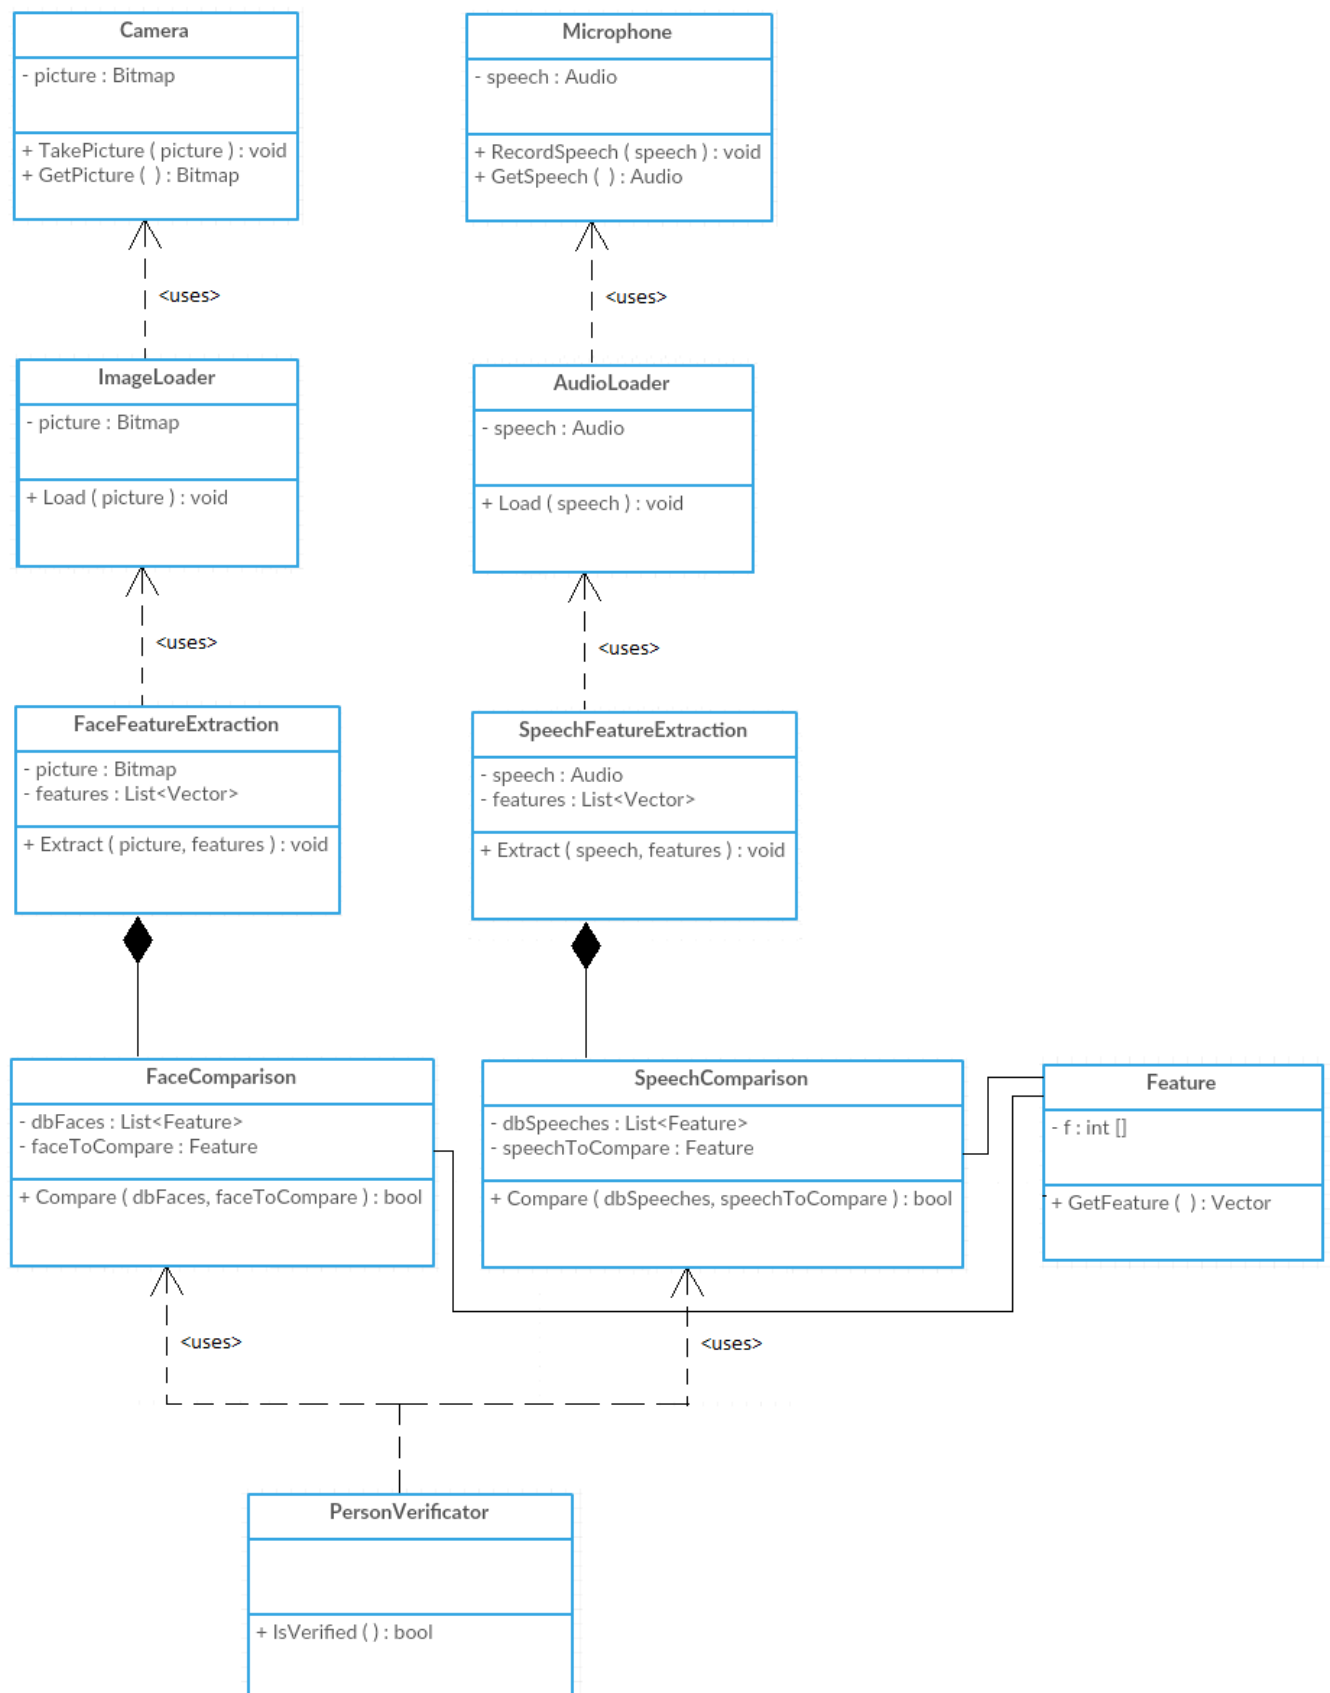 Camera
- picture : Bitmap
+ TakePicture ( picture ) : void
+ GetPicture ( ) : Bitmap
Microphone
- speech : Audio
+ RecordSpeech ( speech ) : void
+ GetSpeech ( ) : Audio
<uses>
<uses>
ImageLoader
- picture : Bitmap
+ Load ( picture ) : void
AudioLoader
- speech : Audio
+ Load ( speech ) : void
<uses>
<uses>
FaceFeatureExtraction
- picture : Bitmap
- features : List<Vector>
+ Extract ( picture, features ) : void
SpeechFeatureExtraction
- speech : Audio
- features : List<Vector>
+ Extract ( speech, features ) : void
FaceComparison
- dbFaces : List<Feature>
- faceToCompare : Feature
+ Compare ( dbFaces, faceToCompare ) : bool
SpeechComparison
- dbSpeeches : List<Feature>
- speechToCompare : Feature
+ Compare ( dbSpeeches, speechToCompare ) : bool
Feature
- f : int []
+ GetFeature ( ) : Vector
<uses>
<uses>
PersonVerificator
+ IsVerified ( ) : bool